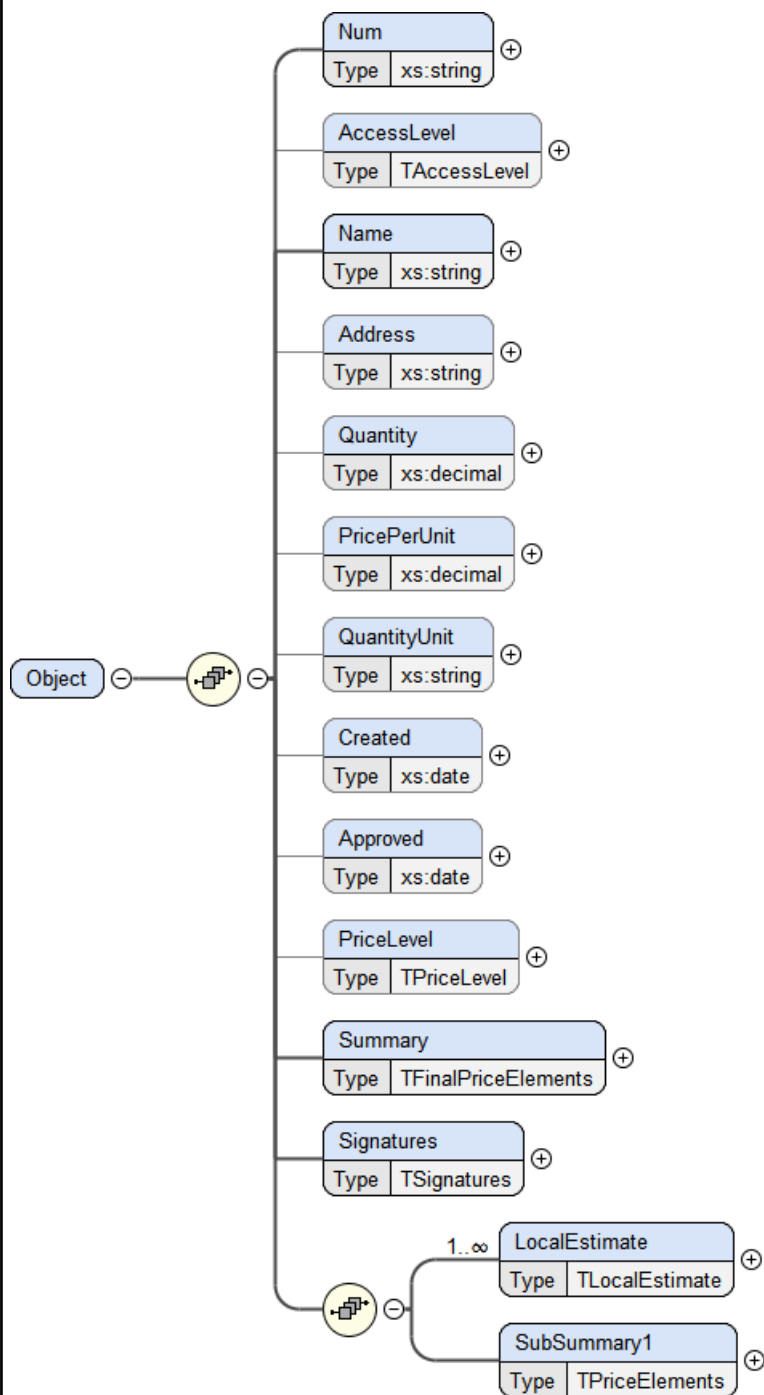 Num
Type xs:string
AccessLevel
Type TAccessLevel
Name
Type xs:string
Address
Type xs:string
Quantity
Type xs:decimal
PricePerUnit
Type xs:decimal
QuantityUnit
Type xs:string
Object
Created
Type xs:date
Approved
Type xs:date
PriceLevel
Type TPriceLevel
Summary
Type TFinalPriceElements
Signatures
Type TSignatures
1..∞
LocalEstimate
Type TLocalEstimate
SubSummary1
Type TPriceElements